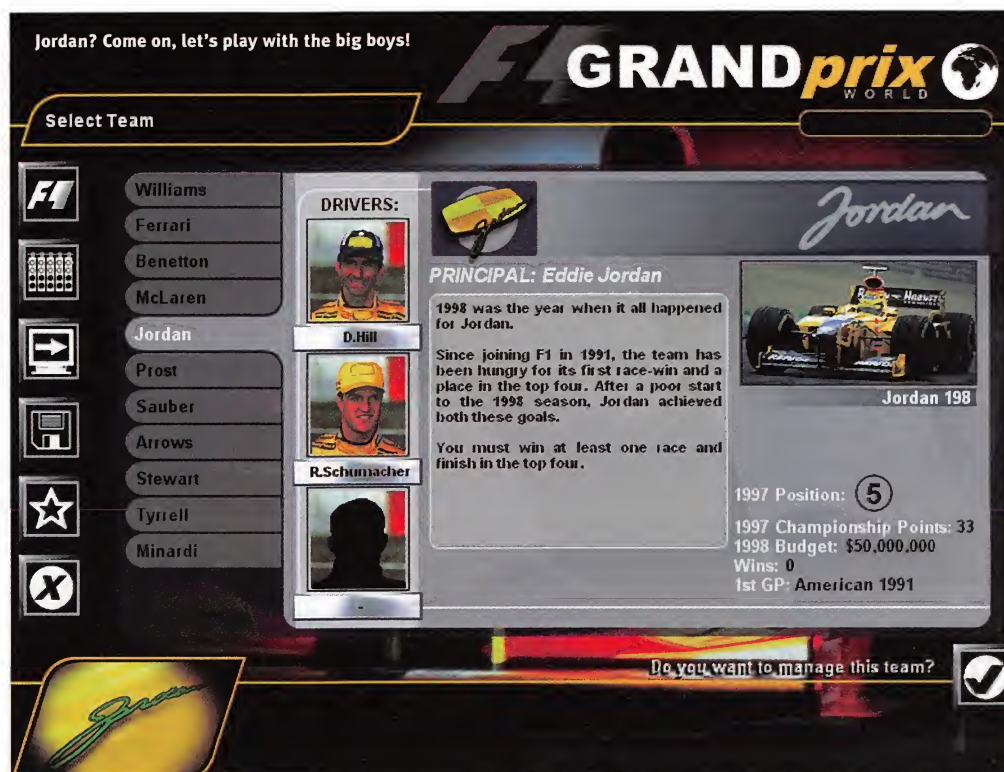 Jordan? Come on, let's play with the big boys!
F1 GRAND prix
WORLD
Select Team
F1
Williams
Ferrari
Benetton
McLaren
Jordan
Prost
Sauber
Arrows
Stewart
Tyrrell
Minardi
DRIVERS:
D.Hill
R.Schumacher
-
Jordan
Jordan
PRINCIPAL: Eddie Jordan
1998 was the year when it all happened
for Jordan.
Since joining F1 in 1991, the team has
been hungry for its first race-win and a
place in the top four. After a poor start
to the 1998 season, Jordan achieved
both these goals.
You must win at least one race and
finish in the top four.
Jordan 198
1997 Position: 5
1997 Championship Points: 33
1998 Budget: $50,000,000
Wins: 0
1st GP: American 1991
Do you want to manage this team?
Jordan